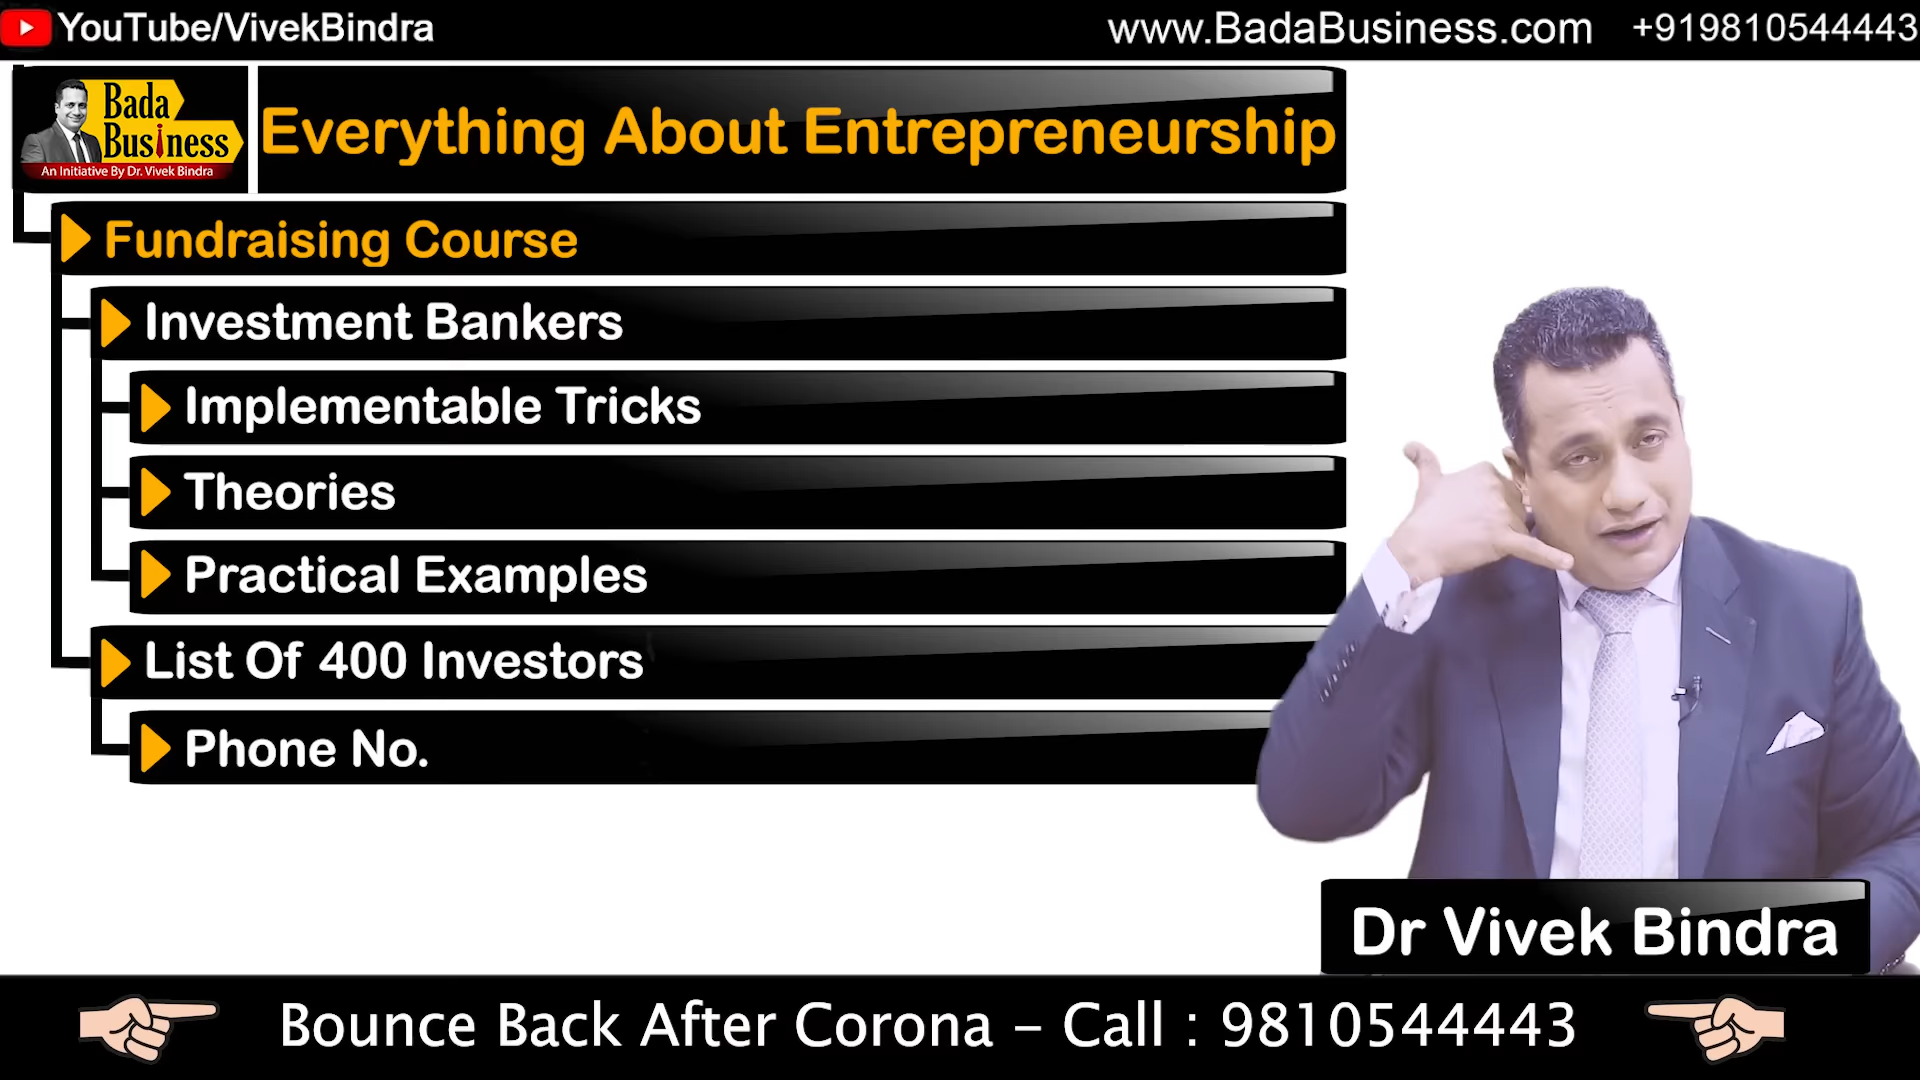 YouTube/VivekBindra
www.BadaBusiness.com
+919810544443
Bada
Business
An Initiative By Dr. Vivek Bindra
Everything About Entrepreneurship
Fundraising Course
Investment Bankers
Implementable Tricks
Theories
Practical Examples
List Of 400 Investors
Phone No.
Dr Vivek Bindra
Bounce Back After Corona – Call : 9810544443